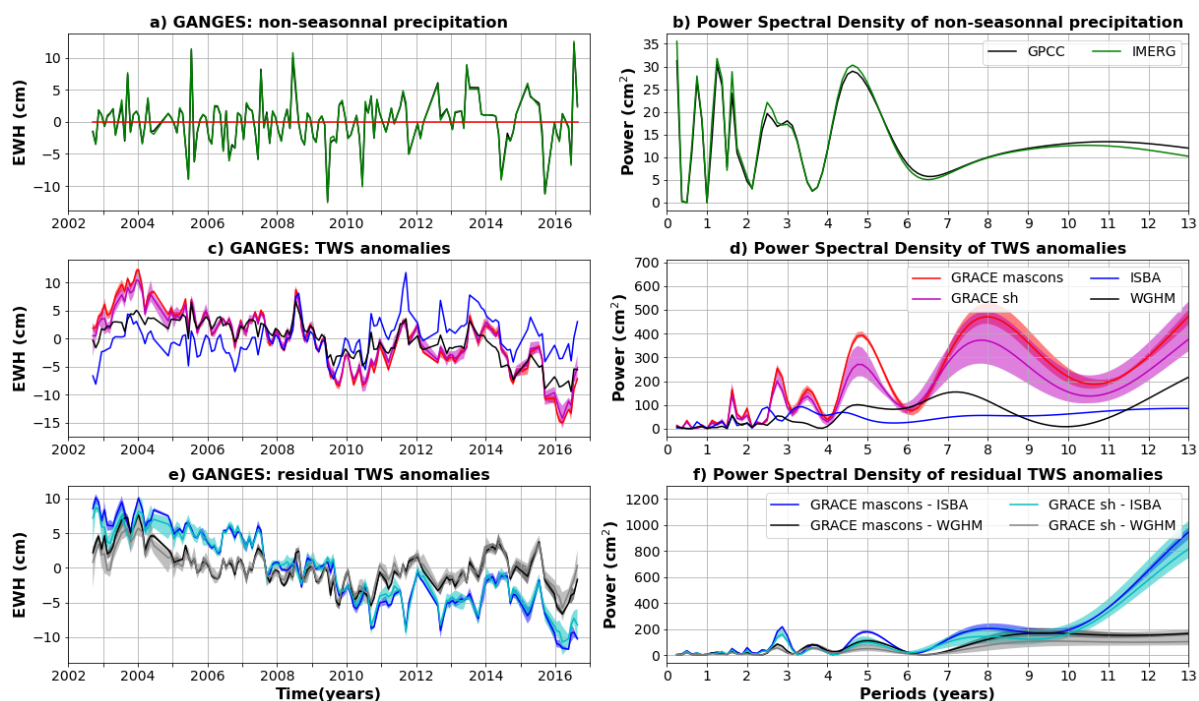 a) GANGES: non-seasonnal precipitation
EWH (cm)
10
5
0
−5
−10
2002 2004 2006 2008 2010 2012 2014 2016
b) Power Spectral Density of non-seasonnal precipitation
Power (cm²)
35
30
25
20
15
10
5
0
GPCC IMERG
0 1 2 3 4 5 6 7 8 9 10 11 12 13
c) GANGES: TWS anomalies
EWH (cm)
10
5
0
−5
−10
−15
2002 2004 2006 2008 2010 2012 2014 2016
d) Power Spectral Density of TWS anomalies
Power (cm²)
700
600
500
400
300
200
100
0
GRACE mascons ISBA
GRACE sh WGHM
0 1 2 3 4 5 6 7 8 9 10 11 12 13
e) GANGES: residual TWS anomalies
EWH (cm)
10
5
0
−5
−10
2002 2004 2006 2008 2010 2012 2014 2016
Time(years)
f) Power Spectral Density of residual TWS anomalies
Power (cm²)
1200
1000
800
600
400
200
0
GRACE mascons - ISBA GRACE sh - ISBA
GRACE mascons - WGHM GRACE sh - WGHM
0 1 2 3 4 5 6 7 8 9 10 11 12 13
Periods (years)